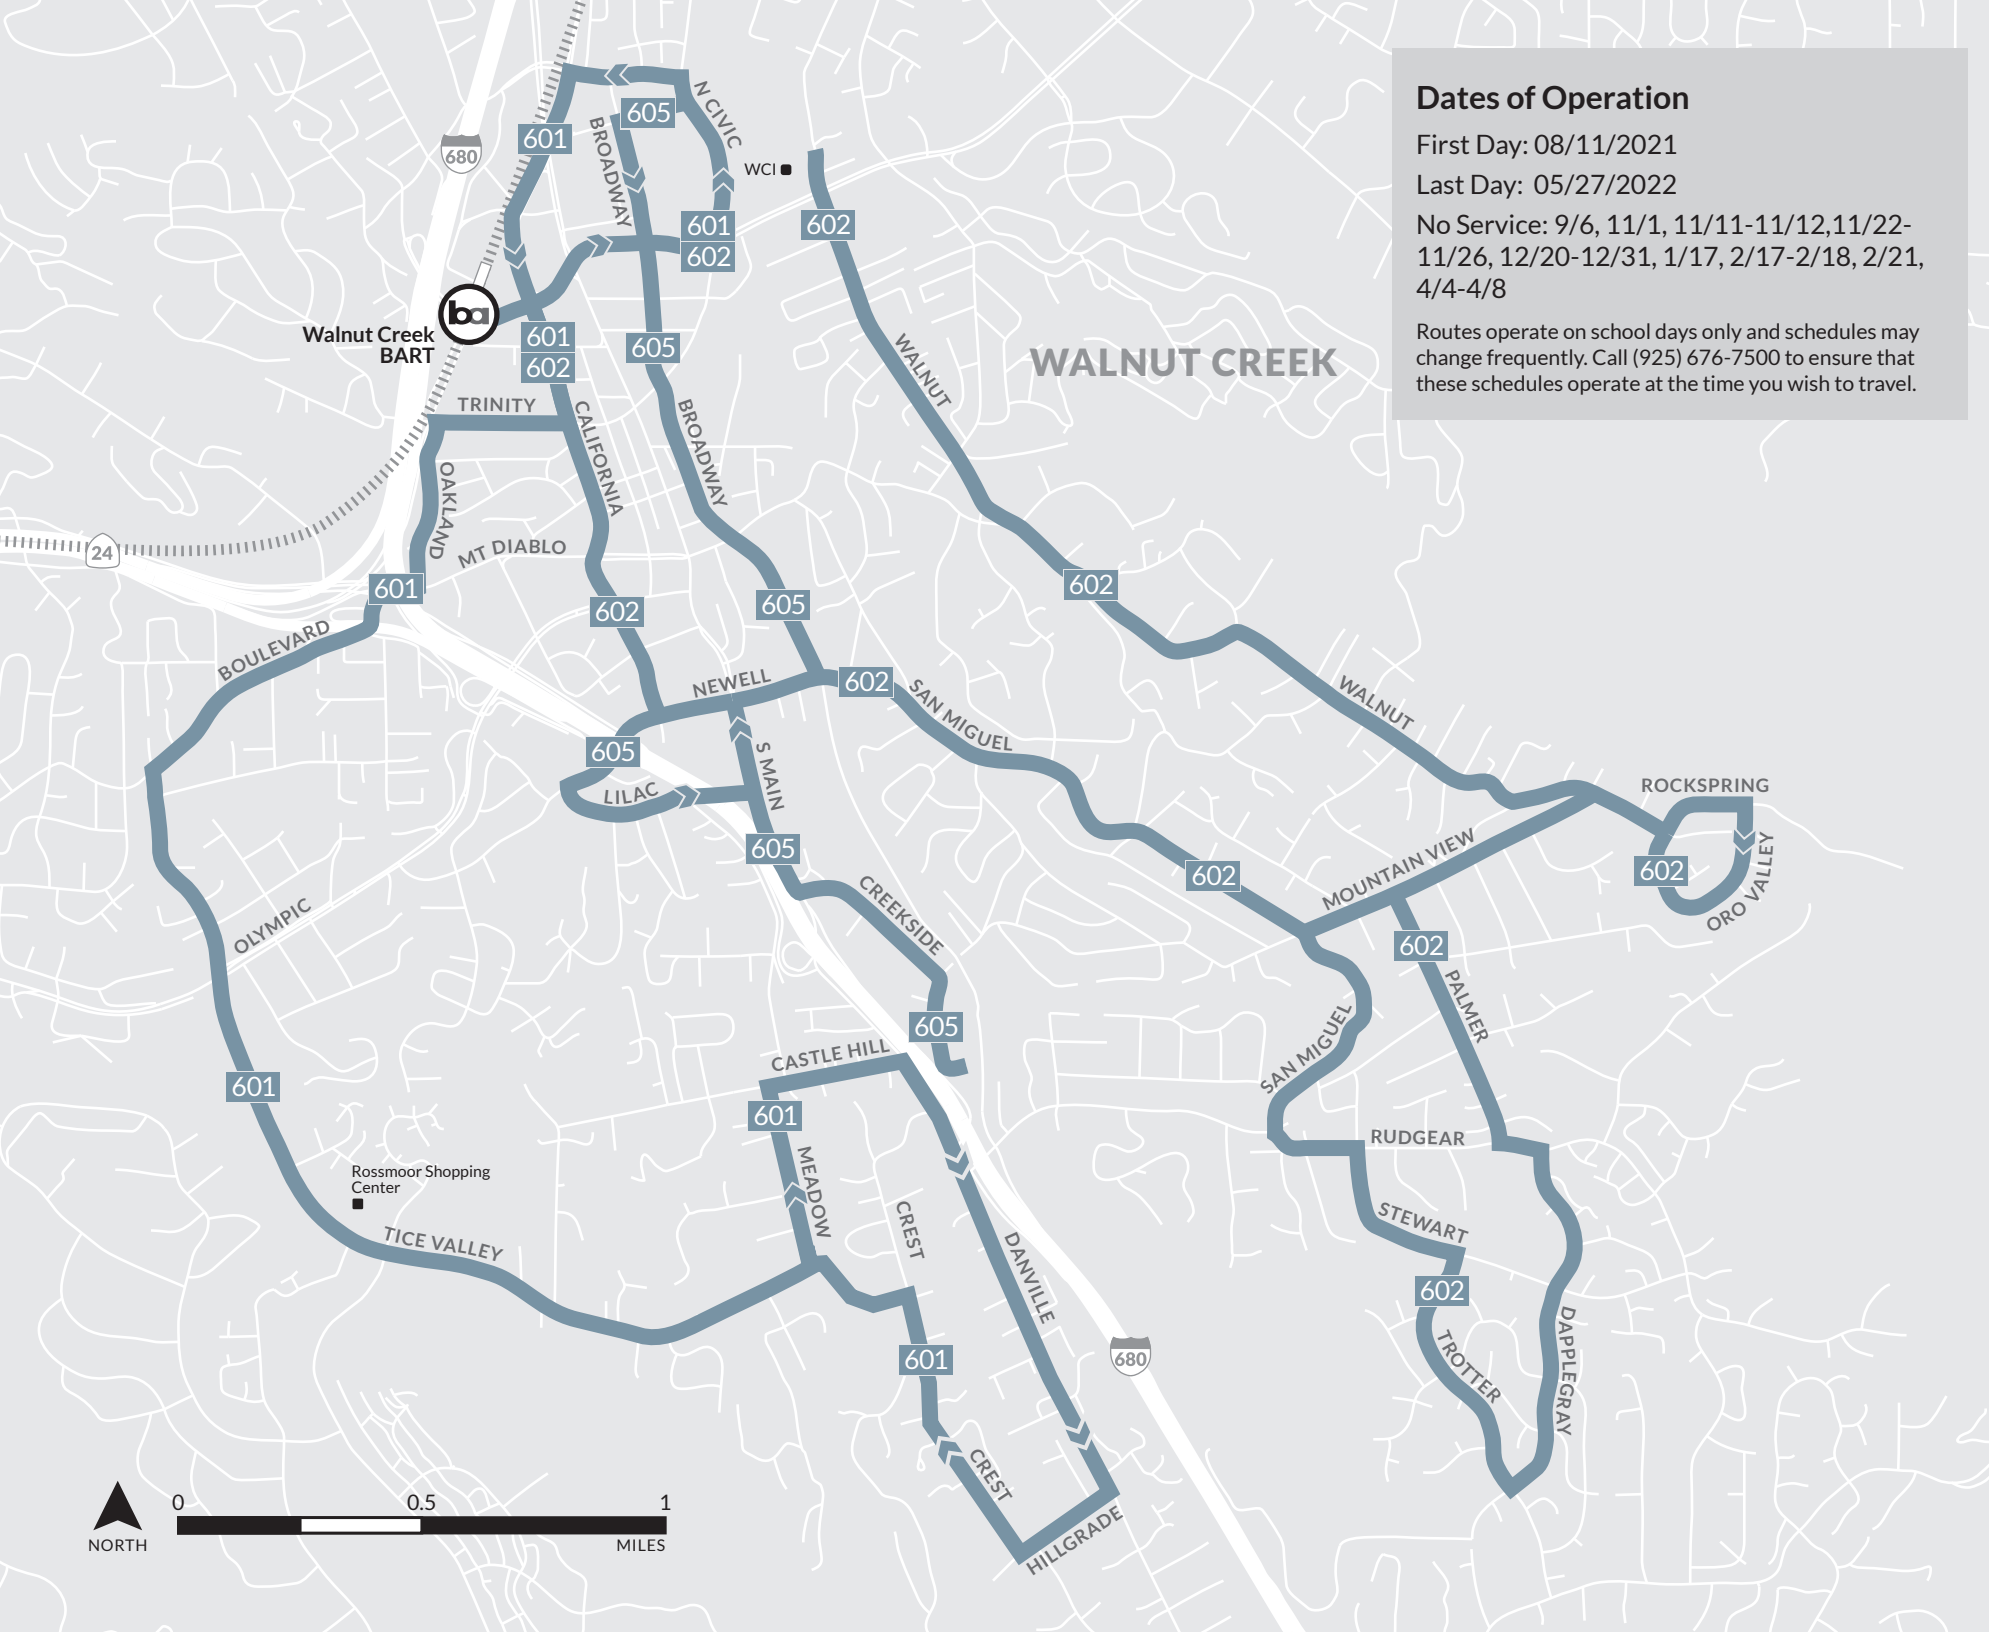 Dates of Operation
First Day: 08/11/2021
Last Day: 05/27/2022
No Service: 9/6, 11/1, 11/11-11/12,11/22-
11/26, 12/20-12/31, 1/17, 2/17-2/18, 2/21,
4/4-4/8
Routes operate on school days only and schedules may
change frequently. Call (925) 676-7500 to ensure that
these schedules operate at the time you wish to travel.
N CIVIC
605
BROADWAY
601
680
WCI
601
602
602
ba
Walnut Creek
BART
601
602
605
WALNUT
WALNUT CREEK
TRINITY
CALIFORNIA
BROADWAY
OAKLAND
MT DIABLO
24
601
602
605
602
BOULEVARD
NEWELL
602
SAN MIGUEL
WALNUT
605
S MAIN
LILAC
ROCKSPRING
605
602
MOUNTAIN VIEW
602
ORO VALLEY
CREEKSIDE
OLYMPIC
602
PALMER
605
SAN MIGUEL
CASTLE HILL
601
601
RUDGEAR
MEADOW
Rossmoor Shopping
Center
CREST
STEWART
TICE VALLEY
DANVILLE
602
DAPPLEGRAY
TROTTER
601
680
CREST
HILLGRADE
0
0.5
1
NORTH
MILES